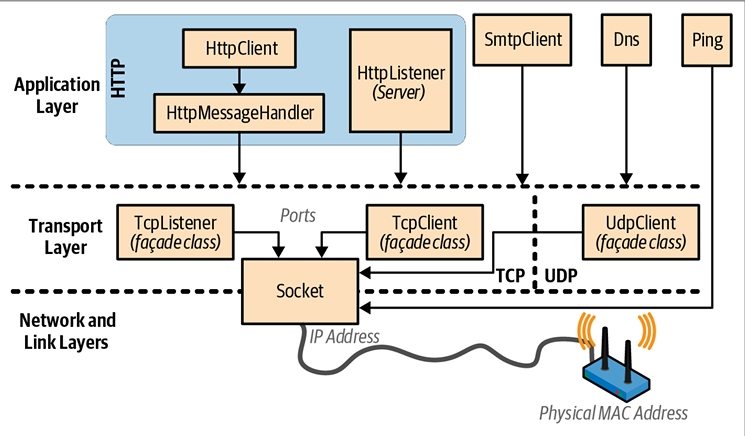 HttpClient
SmtpClient
Dns
Ping
HttpListener
(Server)
Application
Layer
HTTP
HttpMessageHandler
Transport
Layer
TcpListener
(façade class)
Ports
TcpClient
(façade class)
UdpClient
(façade class)
TCP
UDP
Socket
Network and
Link Layers
IP Address
Physical MAC Address